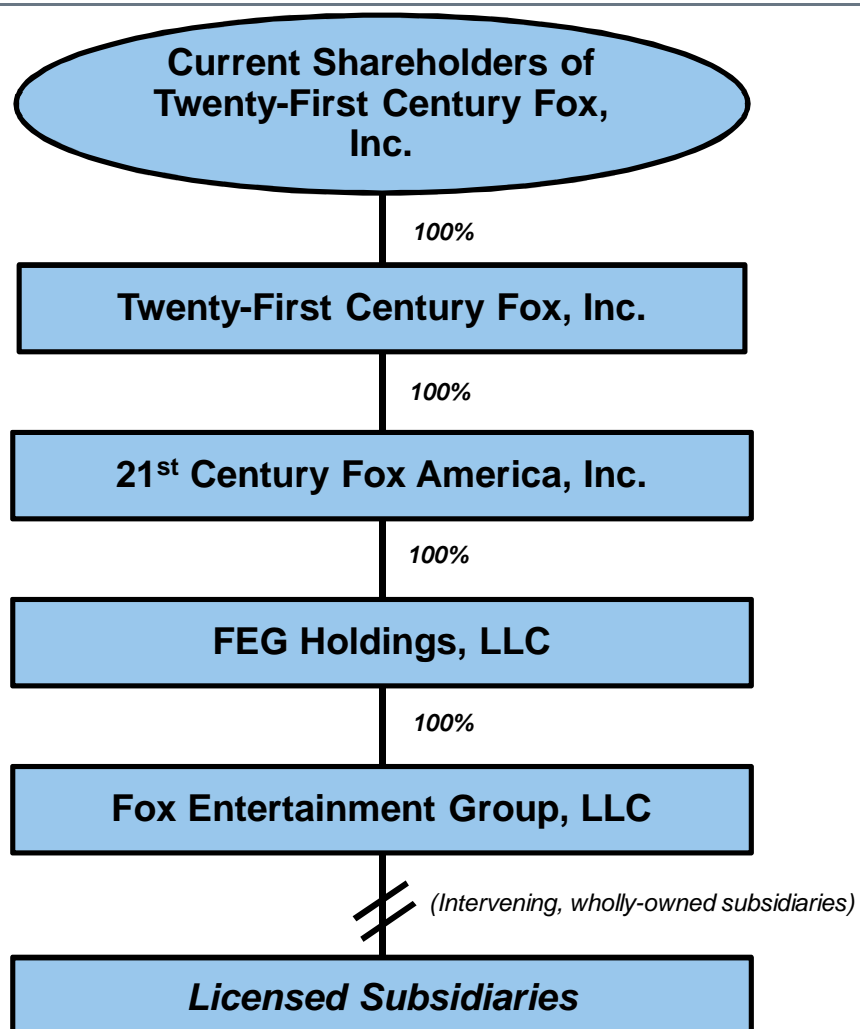 Current Shareholders of
Twenty-First Century Fox,
Inc.
100%
Twenty-First Century Fox, Inc.
100%
21st Century Fox America, Inc.
100%
FEG Holdings, LLC
100%
Fox Entertainment Group, LLC
(Intervening, wholly-owned subsidiaries)
Licensed Subsidiaries